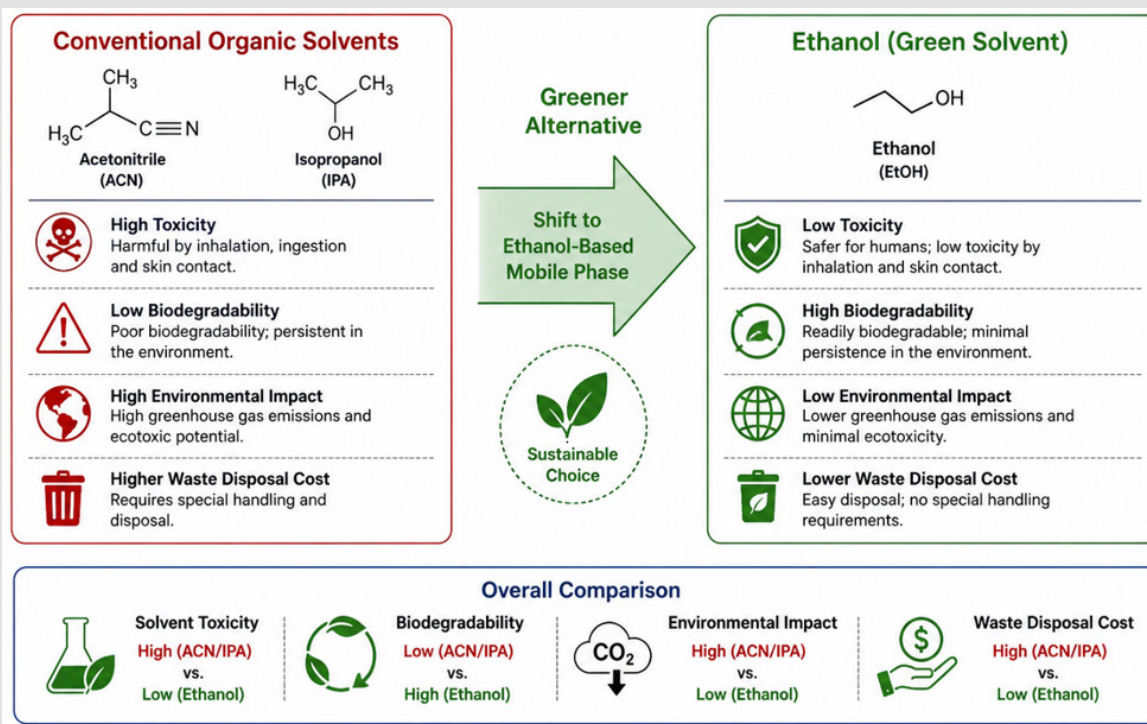 Conventional Organic Solvents
CH₃
H₃C
C≡N
Acetonitrile
(ACN)
H₃C
CH₃
OH
Isopropanol
(IPA)
High Toxicity
Harmful by inhalation, ingestion
and skin contact.
Low Biodegradability
Poor biodegradability; persistent in
the environment.
High Environmental Impact
High greenhouse gas emissions and
ecotoxic potential.
Higher Waste Disposal Cost
Requires special handling and
disposal.
Greener
Alternative
Shift to
Ethanol-Based
Mobile Phase
Sustainable
Choice
Ethanol (Green Solvent)
OH
Ethanol
(EtOH)
Low Toxicity
Safer for humans; low toxicity by
inhalation and skin contact.
High Biodegradability
Readily biodegradable; minimal
persistence in the environment.
Low Environmental Impact
Lower greenhouse gas emissions and
minimal ecotoxicity.
Lower Waste Disposal Cost
Easy disposal; no special handling
requirements.
Overall Comparison
Solvent Toxicity
High (ACN/IPA)
vs.
Low (Ethanol)
Biodegradability
Low (ACN/IPA)
vs.
High (Ethanol)
CO₂
Environmental Impact
High (ACN/IPA)
vs.
Low (Ethanol)
$
Waste Disposal Cost
High (ACN/IPA)
vs.
Low (Ethanol)